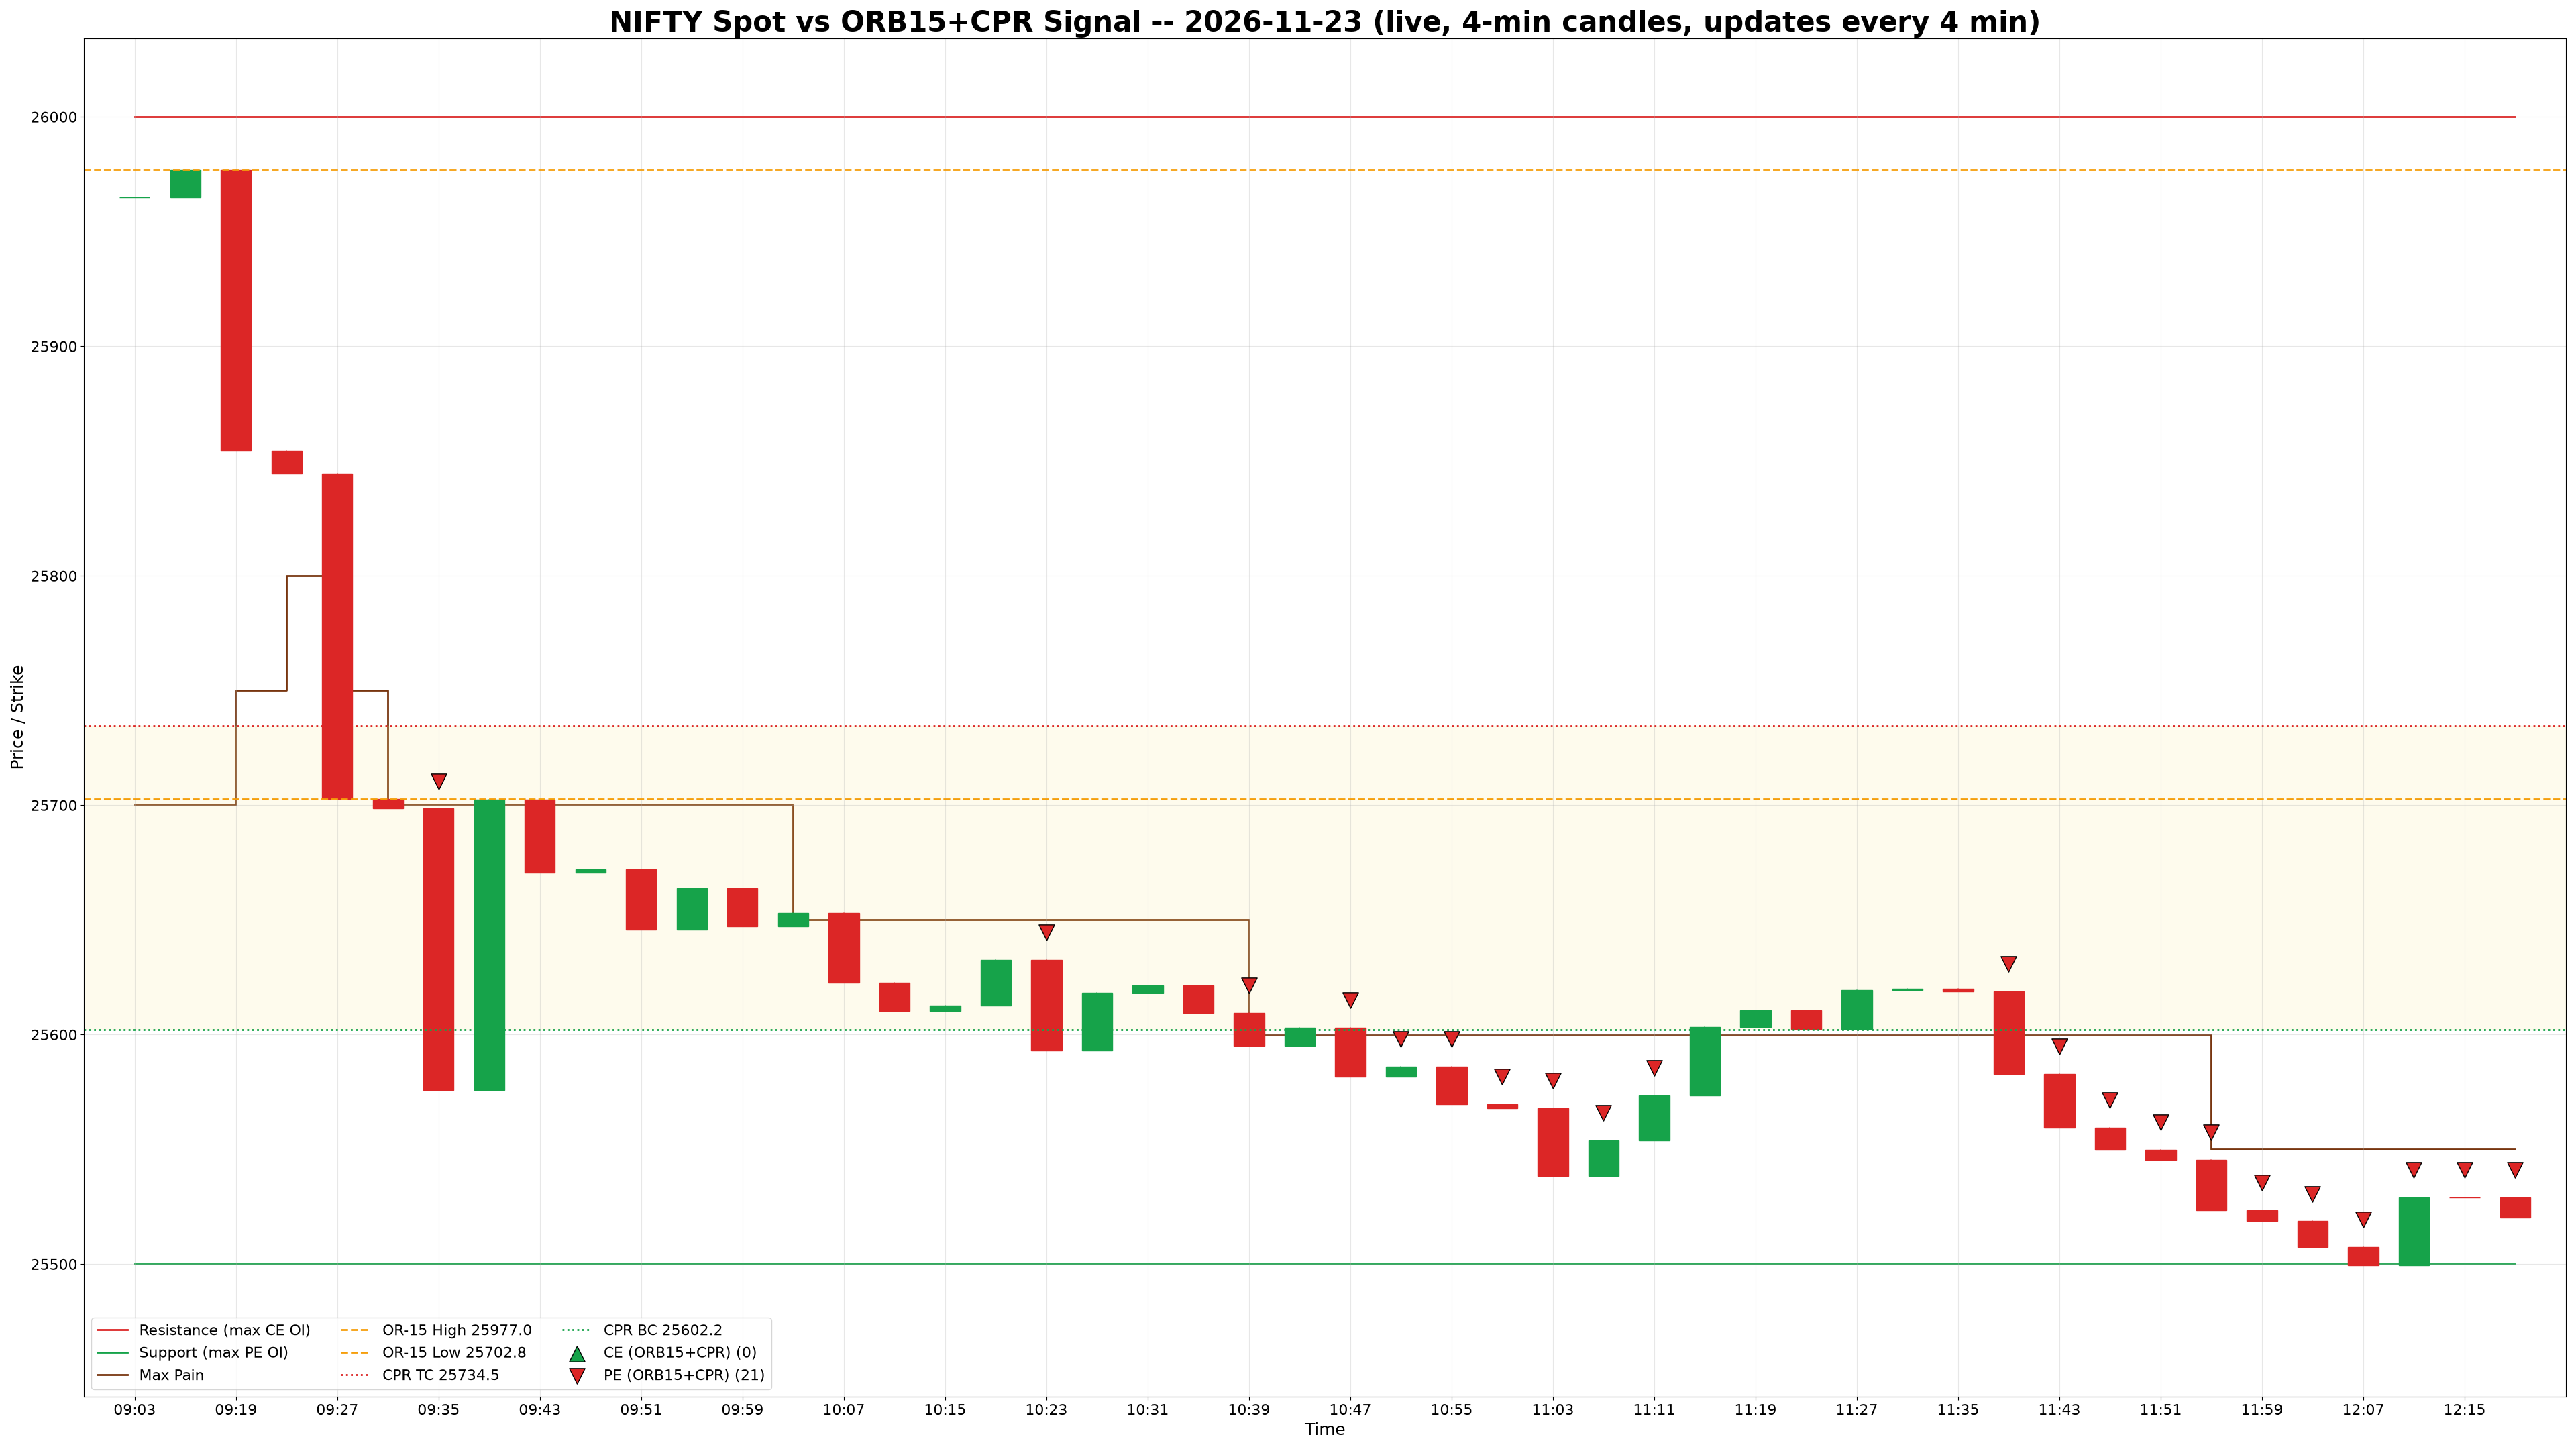 NIFTY Spot vs ORB15+CPR Signal -- 2026-11-23 (live, 4-min candles, updates every 4 min)
Price / Strike
26000
25900
25800
25700
25600
25500
Resistance (max CE OI)
Support (max PE OI)
Max Pain
OR-15 High 25977.0
OR-15 Low 25702.8
CPR TC 25734.5
CPR BC 25602.2
CE (ORB15+CPR) (0)
PE (ORB15+CPR) (21)
09:03 09:19 09:27 09:35 09:43 09:51 09:59 10:07 10:15 10:23 10:31 10:39 10:47 10:55 11:03 11:11 11:19 11:27 11:35 11:43 11:51 11:59 12:07 12:15
Time